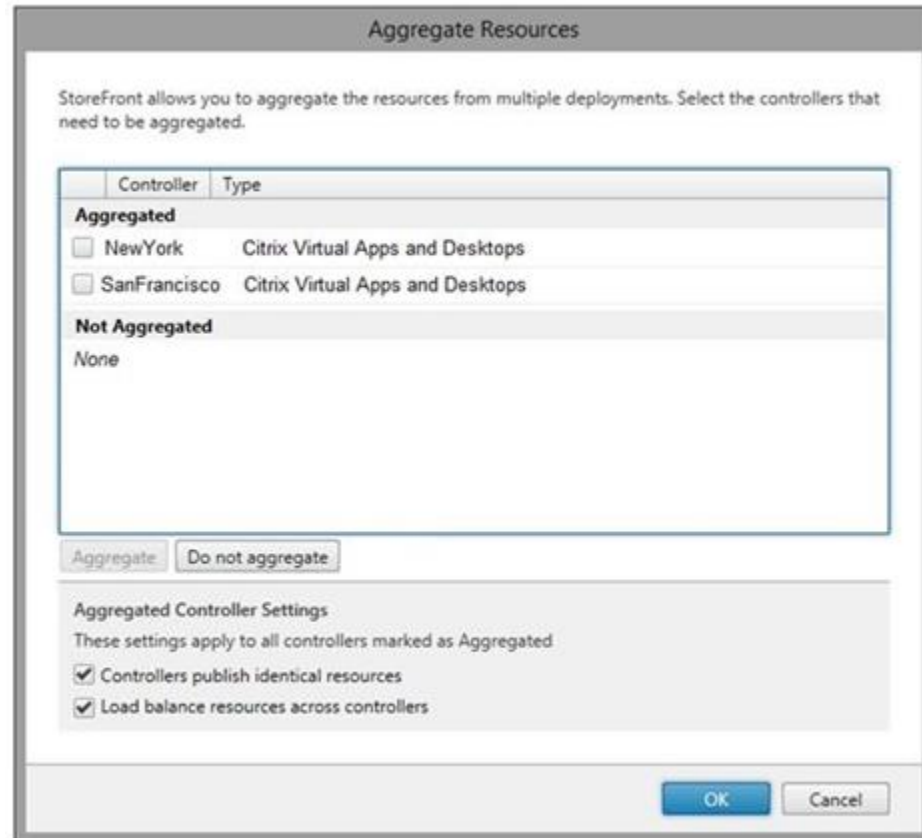 Aggregate Resources
StoreFront allows you to aggregate the resources from multiple deployments. Select the controllers that
need to be aggregated.
Controller Type
Aggregated
NewYork Citrix Virtual Apps and Desktops
SanFrancisco Citrix Virtual Apps and Desktops
Not Aggregated
None
Aggregate Do not aggregate
Aggregated Controller Settings
These settings apply to all controllers marked as Aggregated
Controllers publish identical resources
Load balance resources across controllers
OK Cancel